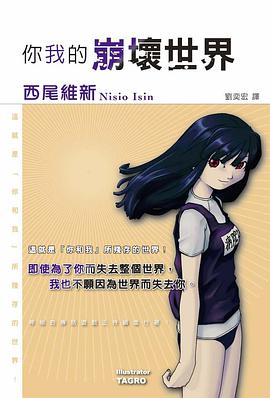 你我的崩壞世界
西尾維新 Nisio Isin
劉奕宏 譯
這就是「你和我」所殘存的世界!
這就是「你和我」所殘存的世界!
即使為了你而失去整個世界,
我也不願因為世界而失去你。
Illustrator
TAGRO